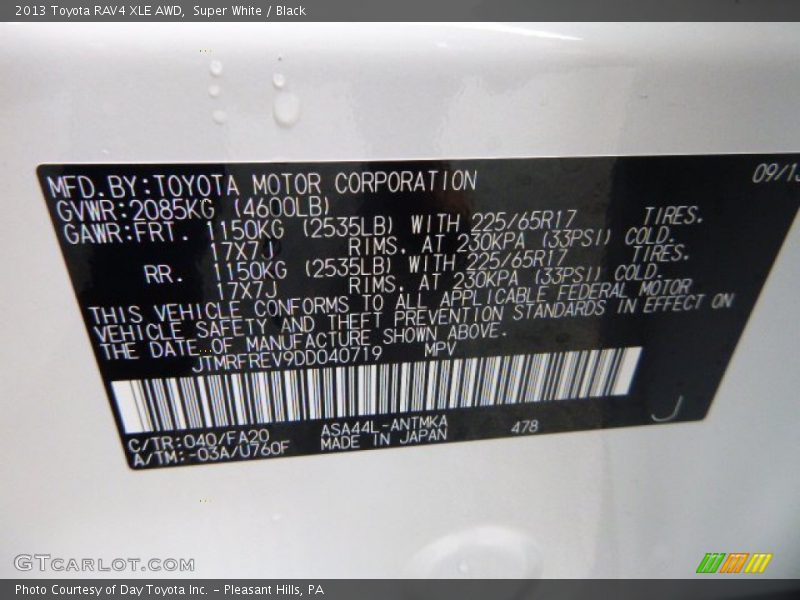 2013 Toyota RAV4 XLE AWD, Super White / Black
MFD.BY:TOYOTA MOTOR CORPORATION 09/13
GVWR:2085KG (4600LB)
GAWR:FRT. 1150KG (2535LB) WITH 225/65R17 TIRES.
17X7J RIMS. AT 230KPA (33PSI) COLD.
RR. 1150KG (2535LB) WITH 225/65R17 TIRES.
17X7J RIMS. AT 230KPA (33PSI) COLD.
THIS VEHICLE CONFORMS TO ALL APPLICABLE FEDERAL MOTOR
VEHICLE SAFETY AND THEFT PREVENTION STANDARDS IN EFFECT ON
THE DATE OF MANUFACTURE SHOWN ABOVE.
JTMRFREV9DD040719 MPV
C/TR:040/FA20 ASA44L-ANTMKA 478
A/TM:-03A/U760F MADE IN JAPAN
J
GTCARLOT.COM
Photo Courtesy of Day Toyota Inc. - Pleasant Hills, PA